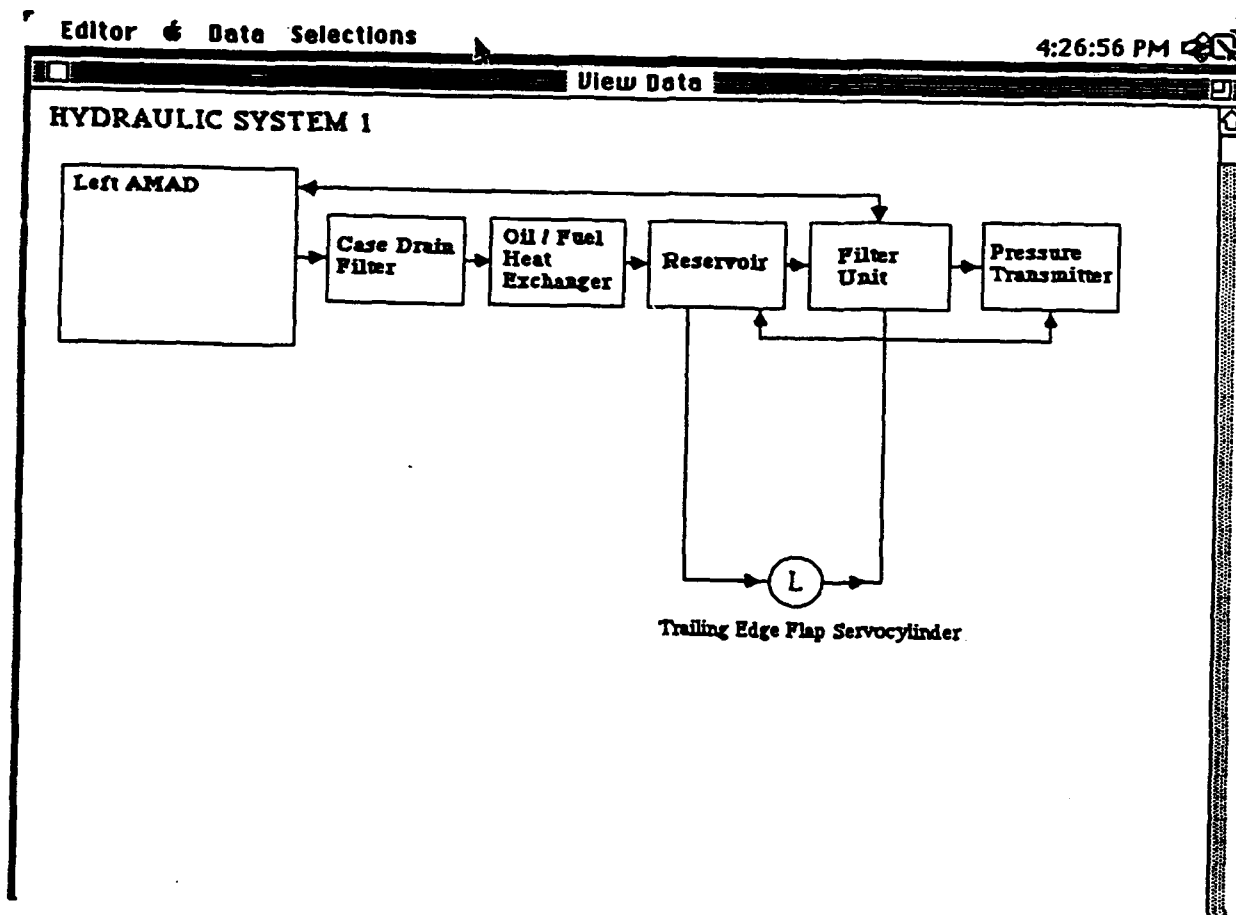 Editor Data Selections
4:26:56 PM
View Data
HYDRAULIC SYSTEM 1
Left AMAD
Case Drain
Filter
Oil / Fuel
Heat
Exchanger
Reservoir
Filter
Unit
Pressure
Transmitter
L
Trailing Edge Flap Servocylinder